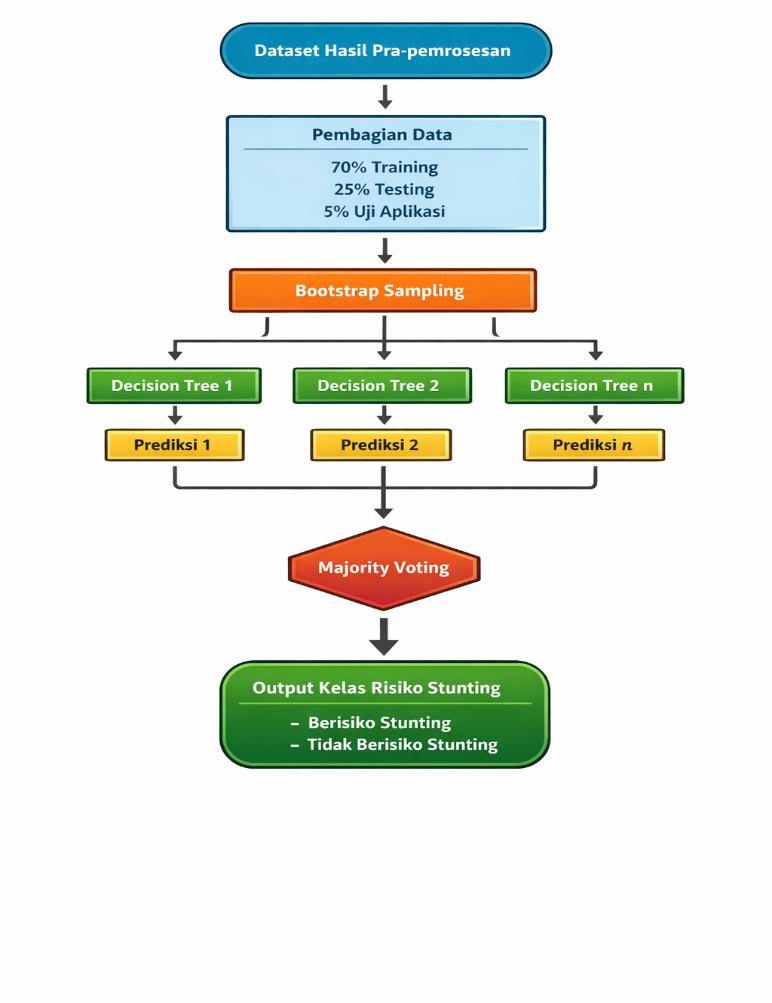 Dataset Hasil Pra-pemrosesan
Pembagian Data
70% Training
25% Testing
5% Uji Aplikasi
Bootstrap Sampling
Decision Tree 1
Decision Tree 2
Decision Tree n
Prediksi 1
Prediksi 2
Prediksi n
Majority Voting
Output Kelas Risiko Stunting
– Berisiko Stunting
– Tidak Berisiko Stunting